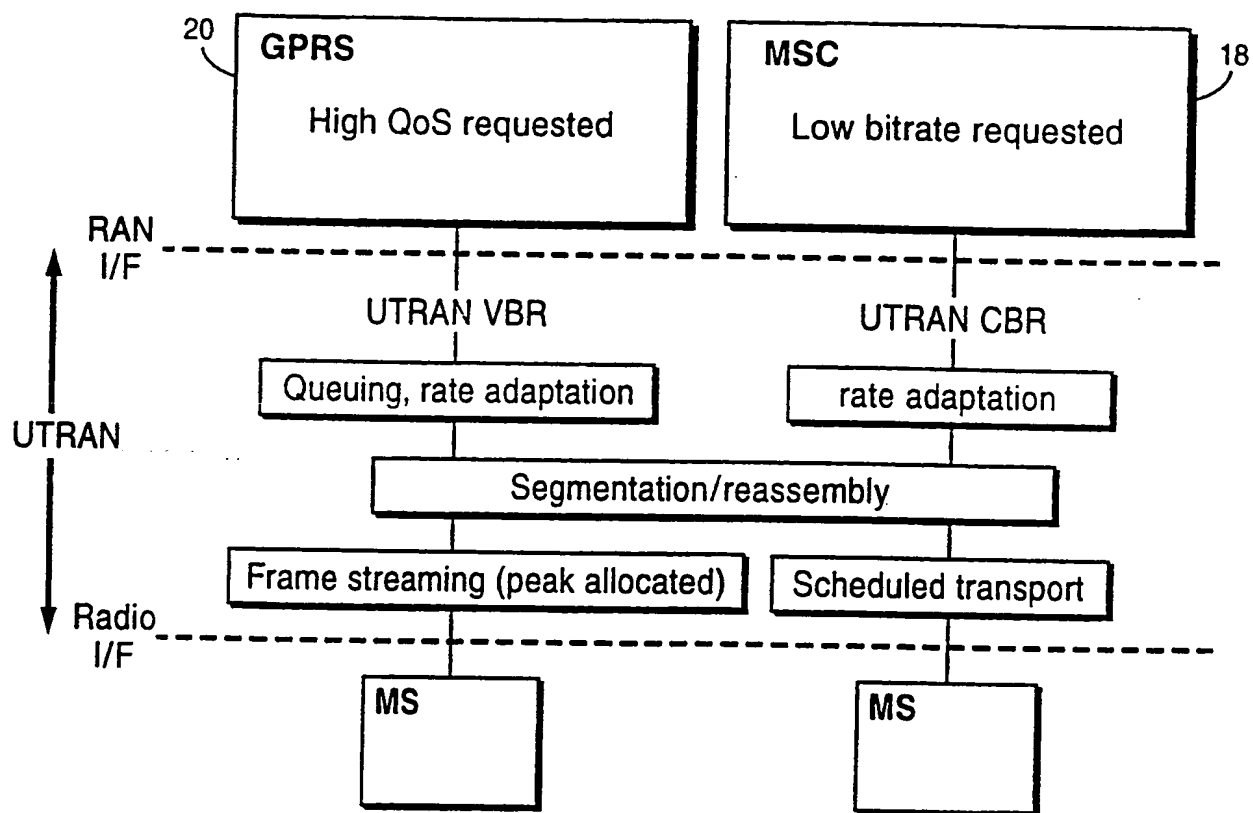 20
GPRS
High QoS requested
MSC
Low bitrate requested
18
RAN
I/F
UTRAN VBR
UTRAN CBR
Queuing, rate adaptation
rate adaptation
UTRAN
Segmentation/reassembly
Frame streaming (peak allocated)
Scheduled transport
Radio
I/F
MS
MS